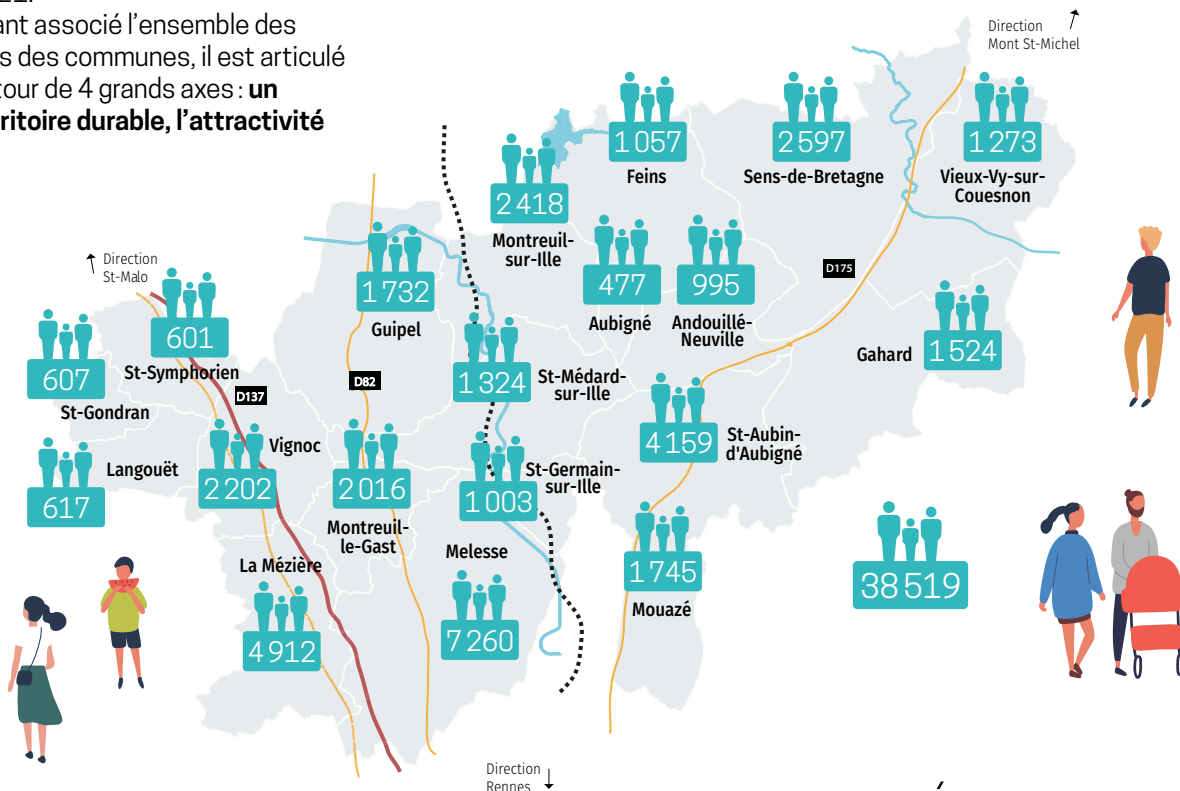 ant associé l’ensemble des
s des communes, il est articulé
tour de 4 grands axes : un
ritoire durable, l’attractivité
Direction
Mont St-Michel
1 057
Feins
2 597
Sens-de-Bretagne
1 273
Vieux-Vy-sur-
Couesnon
2 418
Montreuil-
sur-Ille
477
Aubigné
995
Andouillé-
Neuville
D175
Direction
St-Malo
1 732
Guipel
601
St-Symphorien
607
St-Gondran
D137
D82
1 324
St-Médard-
sur-Ille
Gahard
1 524
4 159
St-Aubin-
d'Aubigné
Langouët
617
Vignoc
2 202
2 016
Montreuil-
le-Gast
St-Germain-
sur-Ille
1 003
La Mézière
4 912
Melesse
7 260
1 745
Mouazé
38 519
Direction
Rennes